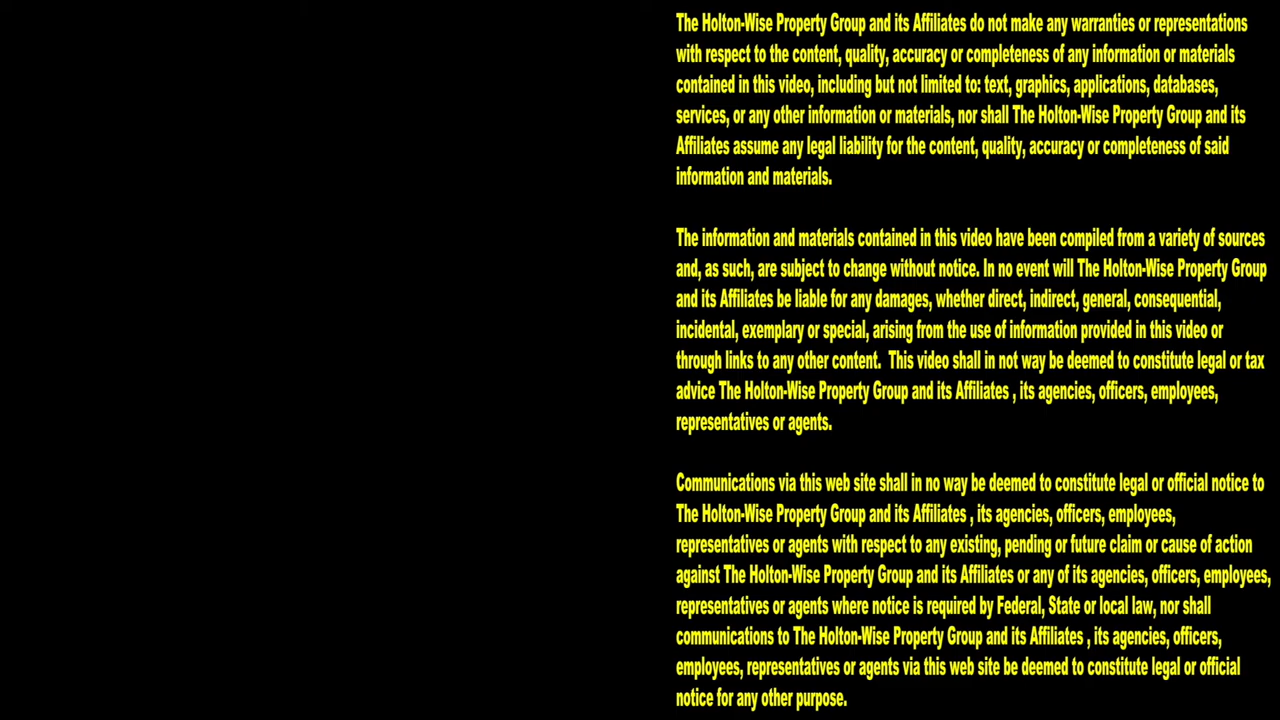 The Holton-Wise Property Group and its Affiliates do not make any warranties or representations
with respect to the content, quality, accuracy or completeness of any information or materials
contained in this video, including but not limited to: text, graphics, applications, databases,
services, or any other information or materials, nor shall The Holton-Wise Property Group and its
Affiliates assume any legal liability for the content, quality, accuracy or completeness of said
information and materials.
The information and materials contained in this video have been compiled from a variety of sources
and, as such, are subject to change without notice. In no event will The Holton-Wise Property Group
and its Affiliates be liable for any damages, whether direct, indirect, general, consequential,
incidental, exemplary or special, arising from the use of information provided in this video or
through links to any other content.  This video shall in not way be deemed to constitute legal or tax
advice The Holton-Wise Property Group and its Affiliates , its agencies, officers, employees,
representatives or agents.
Communications via this web site shall in no way be deemed to constitute legal or official notice to
The Holton-Wise Property Group and its Affiliates , its agencies, officers, employees,
representatives or agents with respect to any existing, pending or future claim or cause of action
against The Holton-Wise Property Group and its Affiliates or any of its agencies, officers, employees,
representatives or agents where notice is required by Federal, State or local law, nor shall
communications to The Holton-Wise Property Group and its Affiliates , its agencies, officers,
employees, representatives or agents via this web site be deemed to constitute legal or official
notice for any other purpose.